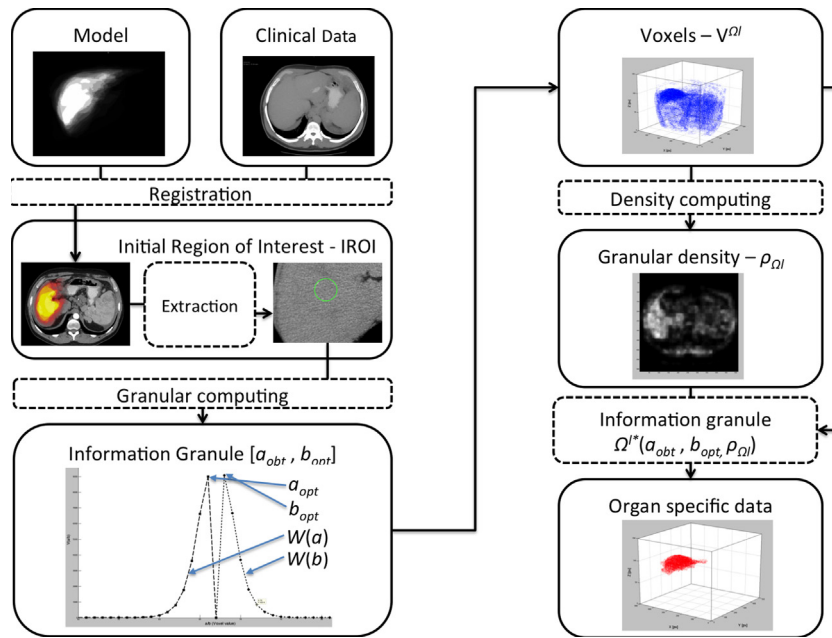 Model
Clinical Data
Registration
Initial Region of Interest - IROI
Extraction
Granular computing
Information Granule [a_obt , b_opt]
a_opt
b_opt
W(a)
W(b)
Voxels – V^Ωl
Density computing
Granular density – ρ_Ωl
Information granule
Ω^l*(a_obt , b_opt, ρ_Ωl)
Organ specific data